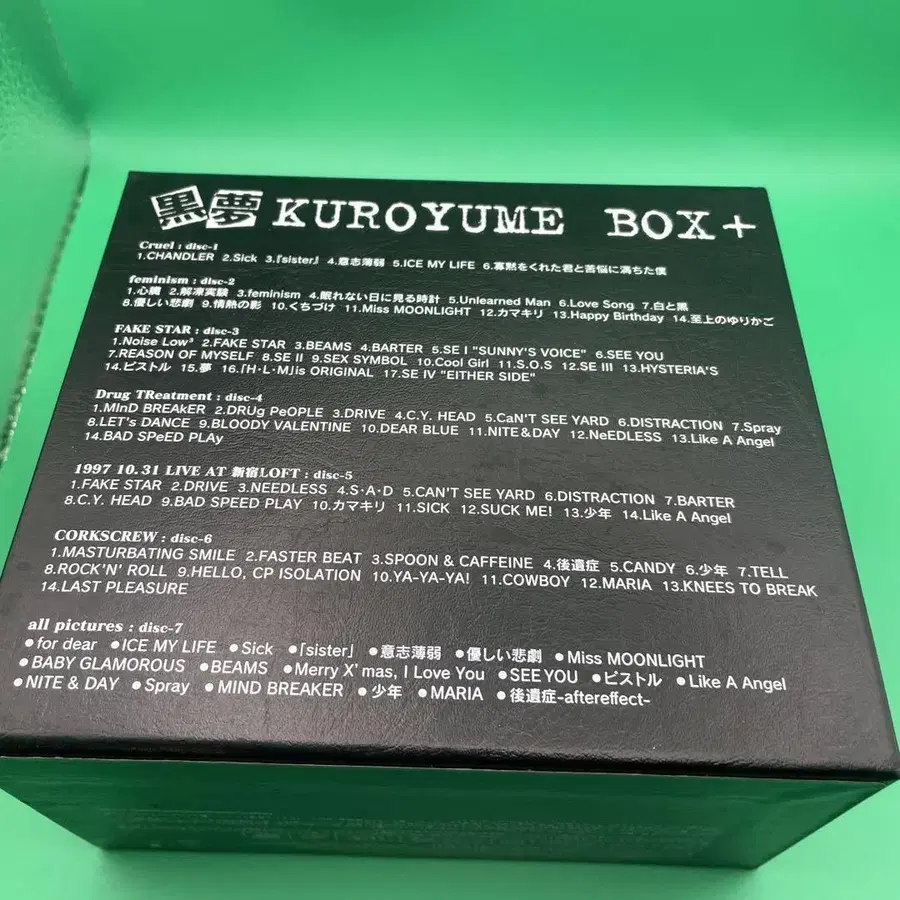 黒夢 KUROYUME BOX+
Cruel : disc-1
1.CHANDLER 2.Sick 3.「sister」 4.意志薄弱 5.ICE MY LIFE 6.寡黙をくれた君と苦悩に満ちた僕
feminism : disc-2
1.心臓 2.解凍実験 3.feminism 4.眠れない日に見る時計 5.Unlearned Man 6.Love Song 7.白と黒
8.優しい悲劇 9.情熱の影 10.くちづけ 11.Miss MOONLIGHT 12.カマキリ 13.Happy Birthday 14.至上のゆりかご
FAKE STAR : disc-3
1.Noise Low³ 2.FAKE STAR 3.BEAMS 4.BARTER 5.SE I "SUNNY'S VOICE" 6.SEE YOU
7.REASON OF MYSELF 8.SE II 9.SEX SYMBOL 10.Cool Girl 11.S.O.S 12.SE III 13.HYSTERIA'S
14.ピストル 15.夢 16.「H・L・M」is ORIGINAL 17.SE IV "EITHER SIDE"
Drug TReatment : disc-4
1.MInD BREAkER 2.DRUg PeOPLE 3.DRIVE 4.C.Y. HEAD 5.CaN'T SEE YARD 6.DISTRACTION 7.Spray
8.LET's DANCE 9.BLOODY VALENTINE 10.DEAR BLUE 11.NITE & DAY 12.NeEDLESS 13.Like A Angel
14.BAD SPeED PLAy
1997 10.31 LIVE AT 新宿LOFT : disc-5
1.FAKE STAR 2.DRIVE 3.NEEDLESS 4.S・A・D 5.CAN'T SEE YARD 6.DISTRACTION 7.BARTER
8.C.Y. HEAD 9.BAD SPEED PLAY 10.カマキリ 11.SICK 12.SUCK ME! 13.少年 14.Like A Angel
CORKSCREW : disc-6
1.MASTURBATING SMILE 2.FASTER BEAT 3.SPOON & CAFFEINE 4.後遺症 5.CANDY 6.少年 7.TELL
8.ROCK'N' ROLL 9.HELLO, CP ISOLATION 10.YA-YA-YA! 11.COWBOY 12.MARIA 13.KNEES TO BREAK
14.LAST PLEASURE
all pictures : disc-7
●for dear ●ICE MY LIFE ●Sick ●「sister」 ●意志薄弱 ●優しい悲劇 ●Miss MOONLIGHT
●BABY GLAMOROUS ●BEAMS ●Merry X'mas, I Love You ●SEE YOU ●ピストル ●Like A Angel
●NITE & DAY ●Spray ●MIND BREAKER ●少年 ●MARIA ●後遺症-aftereffect-